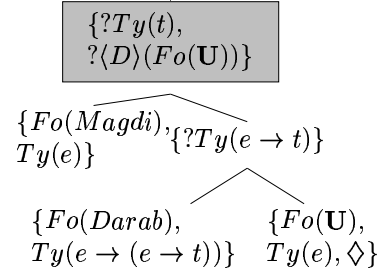 {?Ty(t),
?⟨D⟩(Fo(U))}
{Fo(Magdi),
Ty(e)}
{?Ty(e → t)}
{Fo(Darab),
Ty(e → (e → t))}
{Fo(U),
Ty(e), ♢}